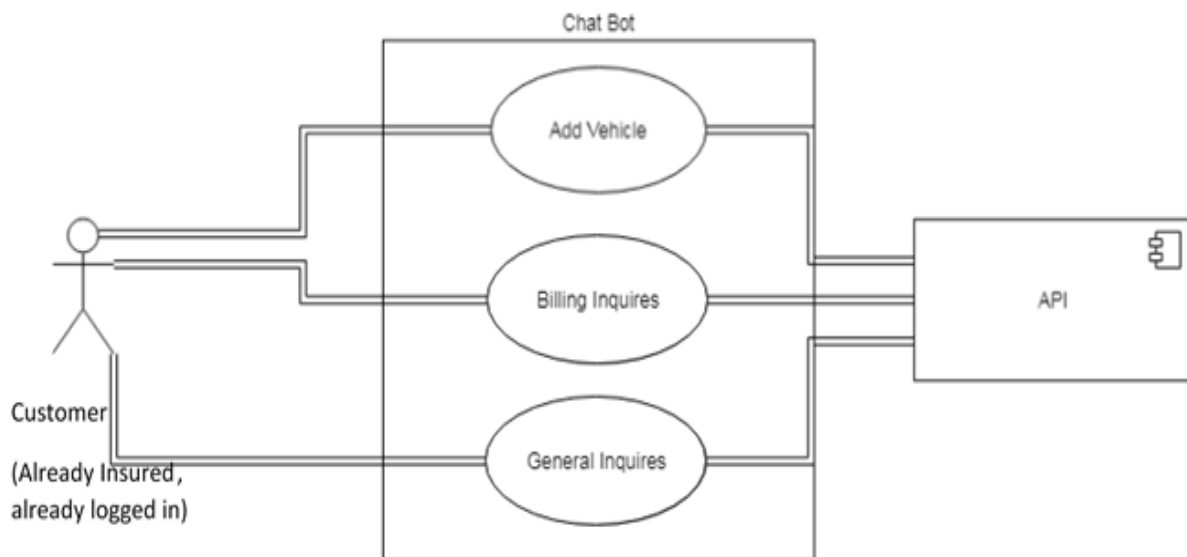 Chat Bot
Add Vehicle
Billing Inquires
API
Customer
General Inquires
(Already Insured,
already logged in)